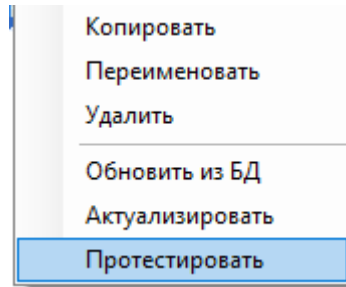 Копировать
Переименовать
Удалить
Обновить из БД
Актуализировать
Протестировать